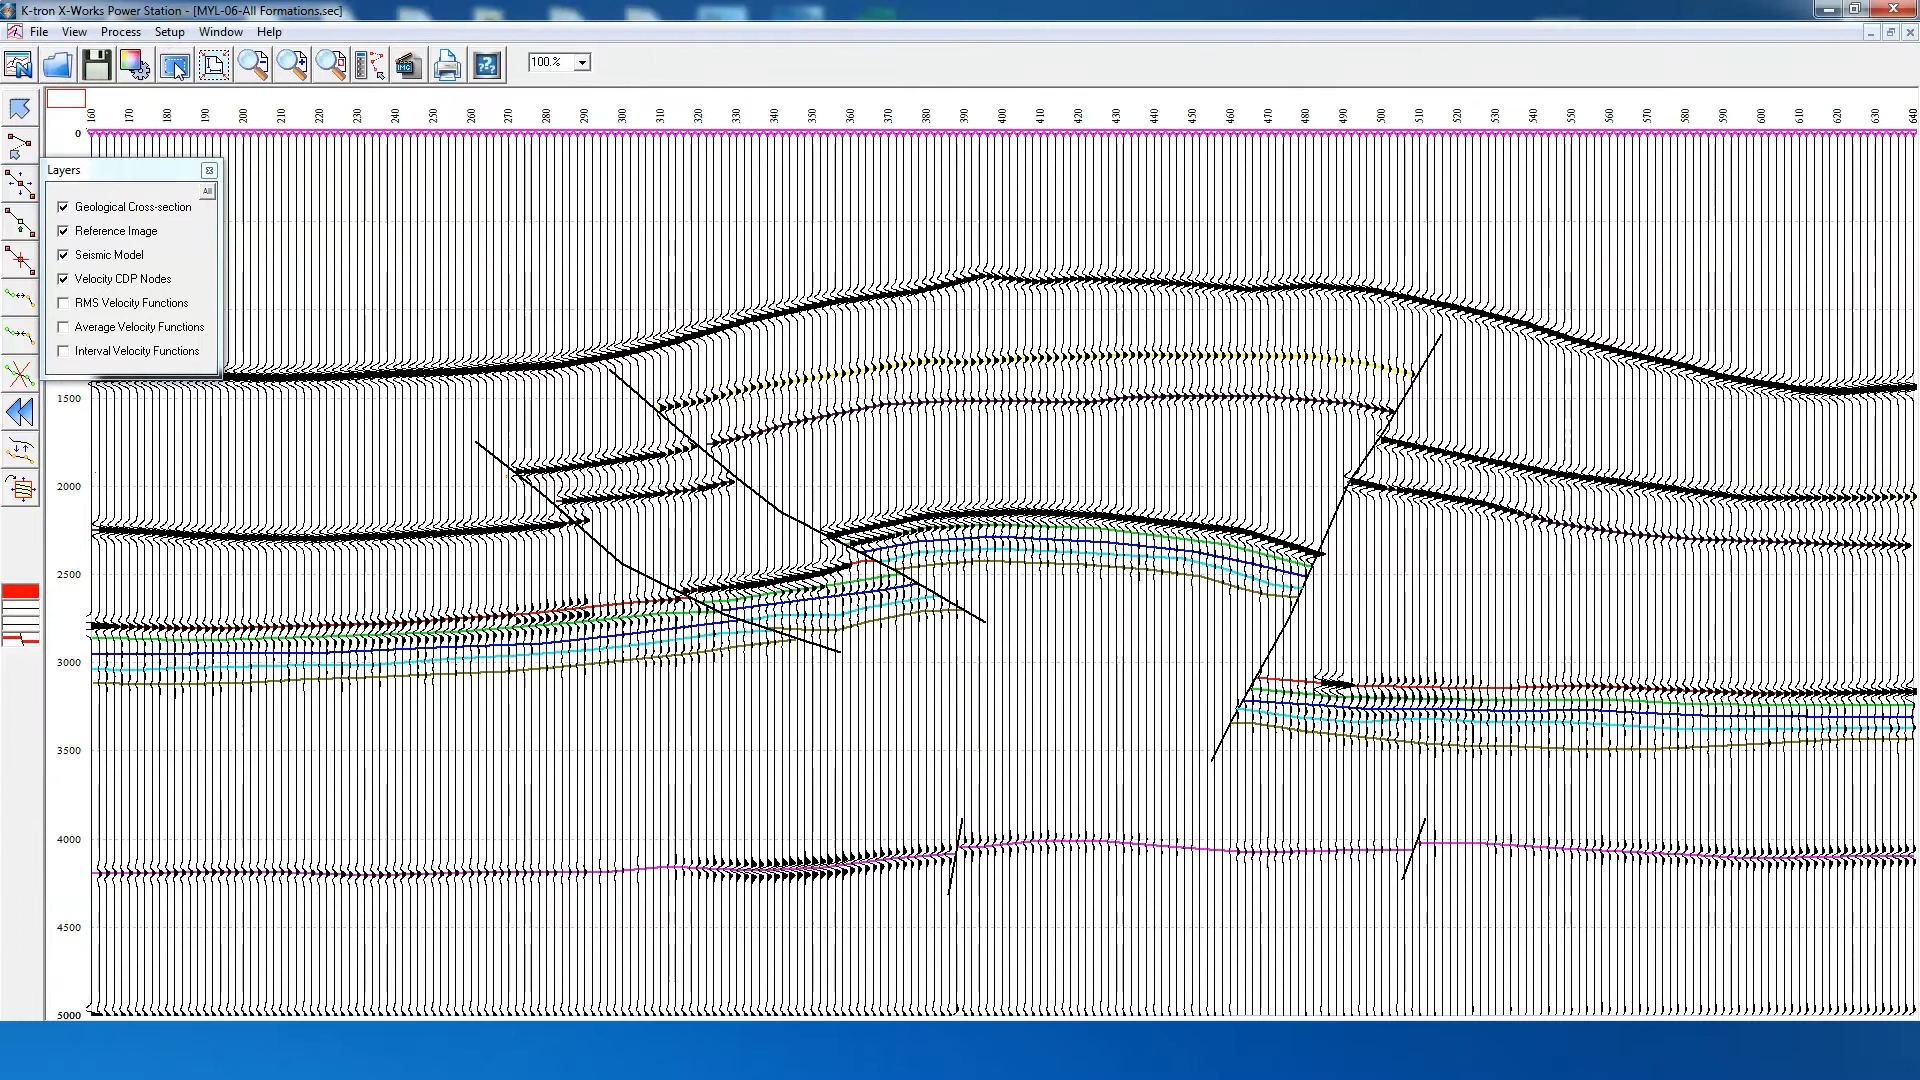 K-tron X-Works Power Station - [MYL-06-All Formations.sec]
File View Process Setup Window Help
100.%
160 170 180 190 200 210 220 230 240 250 260 270 280 290 300 310 320 330 340 350 360 370 380 390 400 410 420 430 440 450 460 470 480 490 500 510 520 530 540 550 560 570 580 590 600 610 620 630 640
0
Layers
All
Geological Cross-section
Reference Image
Seismic Model
Velocity CDP Nodes
RMS Velocity Functions
Average Velocity Functions
Interval Velocity Functions
1500
2000
2500
3000
3500
4000
4500
5000